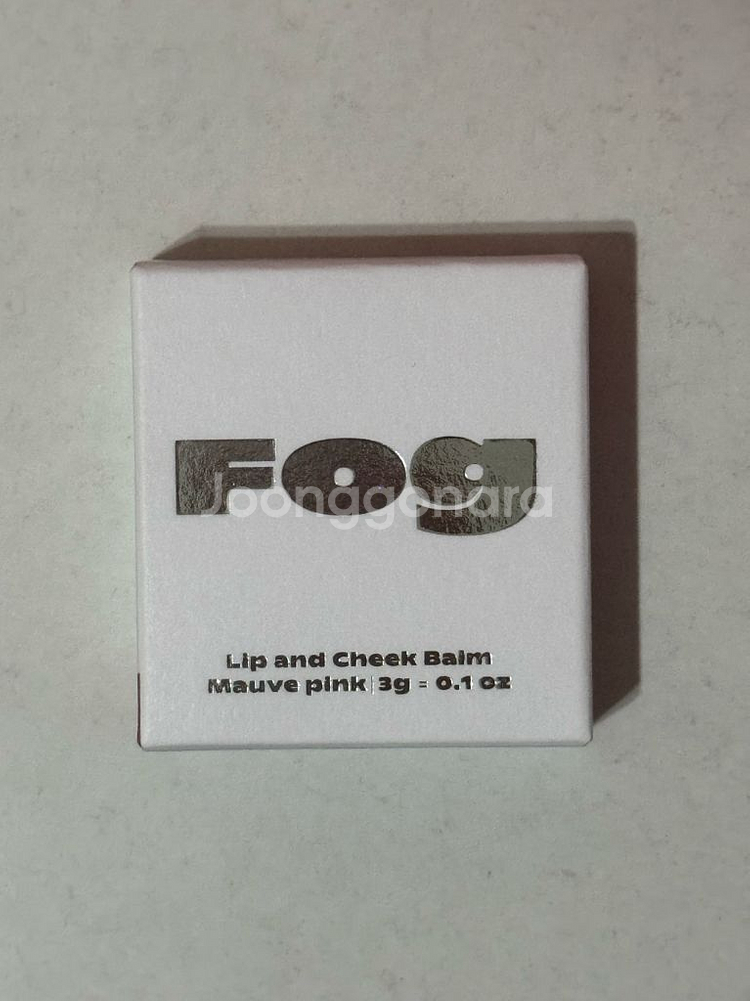 Fog
Joonggonara
Lip and Cheek Balm
Mauve pink | 3g = 0.1 oz